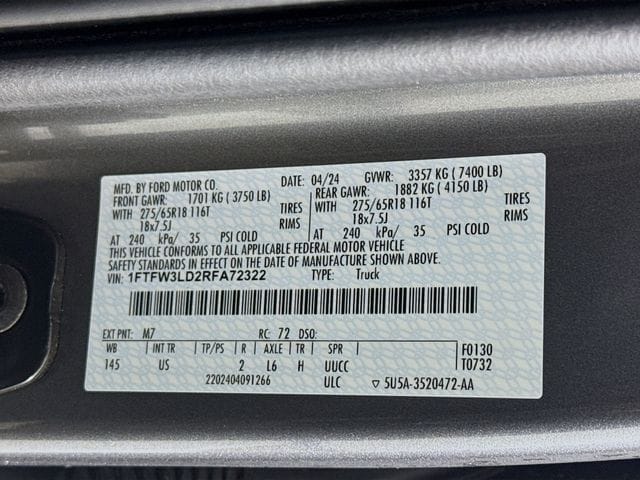 MFD. BY FORD MOTOR CO. DATE: 04/24 GVWR: 3357 KG ( 7400 LB)
FRONT GAWR: 1701 KG ( 3750 LB) REAR GAWR: 1882 KG ( 4150 LB)
WITH 275/65R18 116T TIRES WITH 275/65R18 116T TIRES
18x7.5J RIMS 18x7.5J RIMS
AT 240 kPa/ 35 PSI COLD AT 240 kPa/ 35 PSI COLD
THIS VEHICLE CONFORMS TO ALL APPLICABLE FEDERAL MOTOR VEHICLE
SAFETY STANDARDS IN EFFECT ON THE DATE OF MANUFACTURE SHOWN ABOVE.
VIN: 1FTFW3LD2RFA72322 TYPE: Truck
EXT PNT: M7 RC: 72 DSO:
WB INT TR TP/PS R AXLE TR SPR F0130
145 US 2 L6 H UUCC T0732
2202404091266 ULC 5U5A-3520472-AA